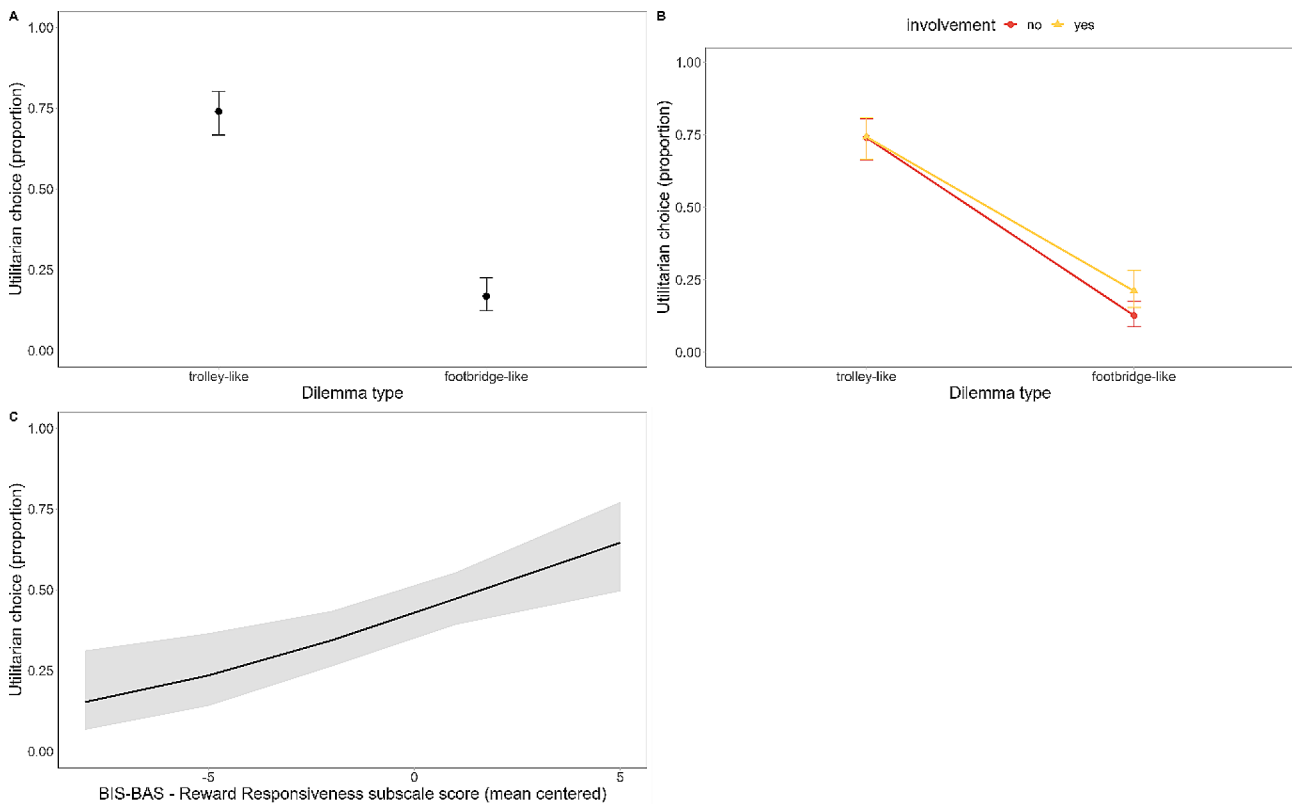 A
Utilitarian choice (proportion)
1.00
0.75
0.50
0.25
0.00
trolley-like footbridge-like
Dilemma type
B
involvement no yes
Utilitarian choice (proportion)
1.00
0.75
0.50
0.25
0.00
trolley-like footbridge-like
Dilemma type
C
Utilitarian choice (proportion)
1.00
0.75
0.50
0.25
0.00
-5 0 5
BIS-BAS - Reward Responsiveness subscale score (mean centered)